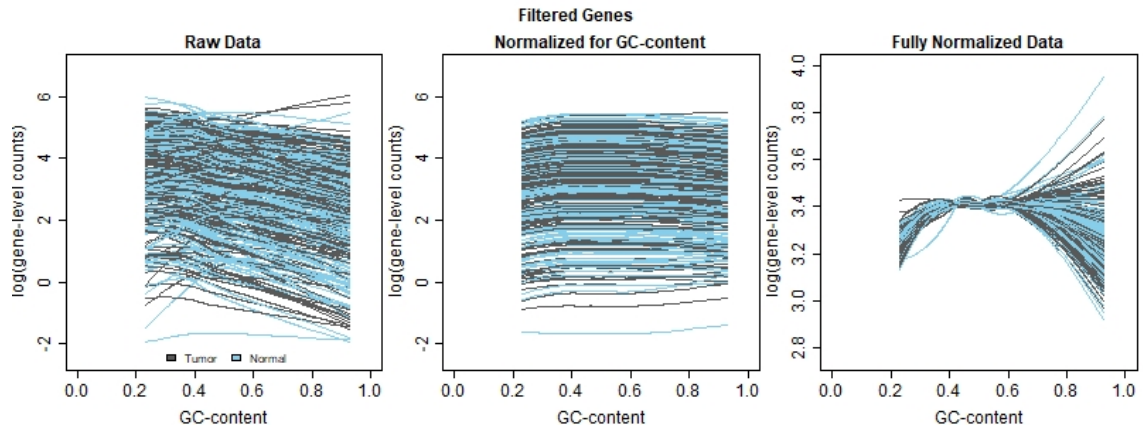 Filtered Genes
Raw Data
Normalized for GC-content
Fully Normalized Data
log(gene-level counts)
6
4
2
0
-2
Tumor Normal
0.0 0.2 0.4 0.6 0.8 1.0
GC-content
log(gene-level counts)
6
4
2
0
-2
0.0 0.2 0.4 0.6 0.8 1.0
GC-content
log(gene-level counts)
4.0
3.8
3.6
3.4
3.2
3.0
2.8
0.0 0.2 0.4 0.6 0.8 1.0
GC-content